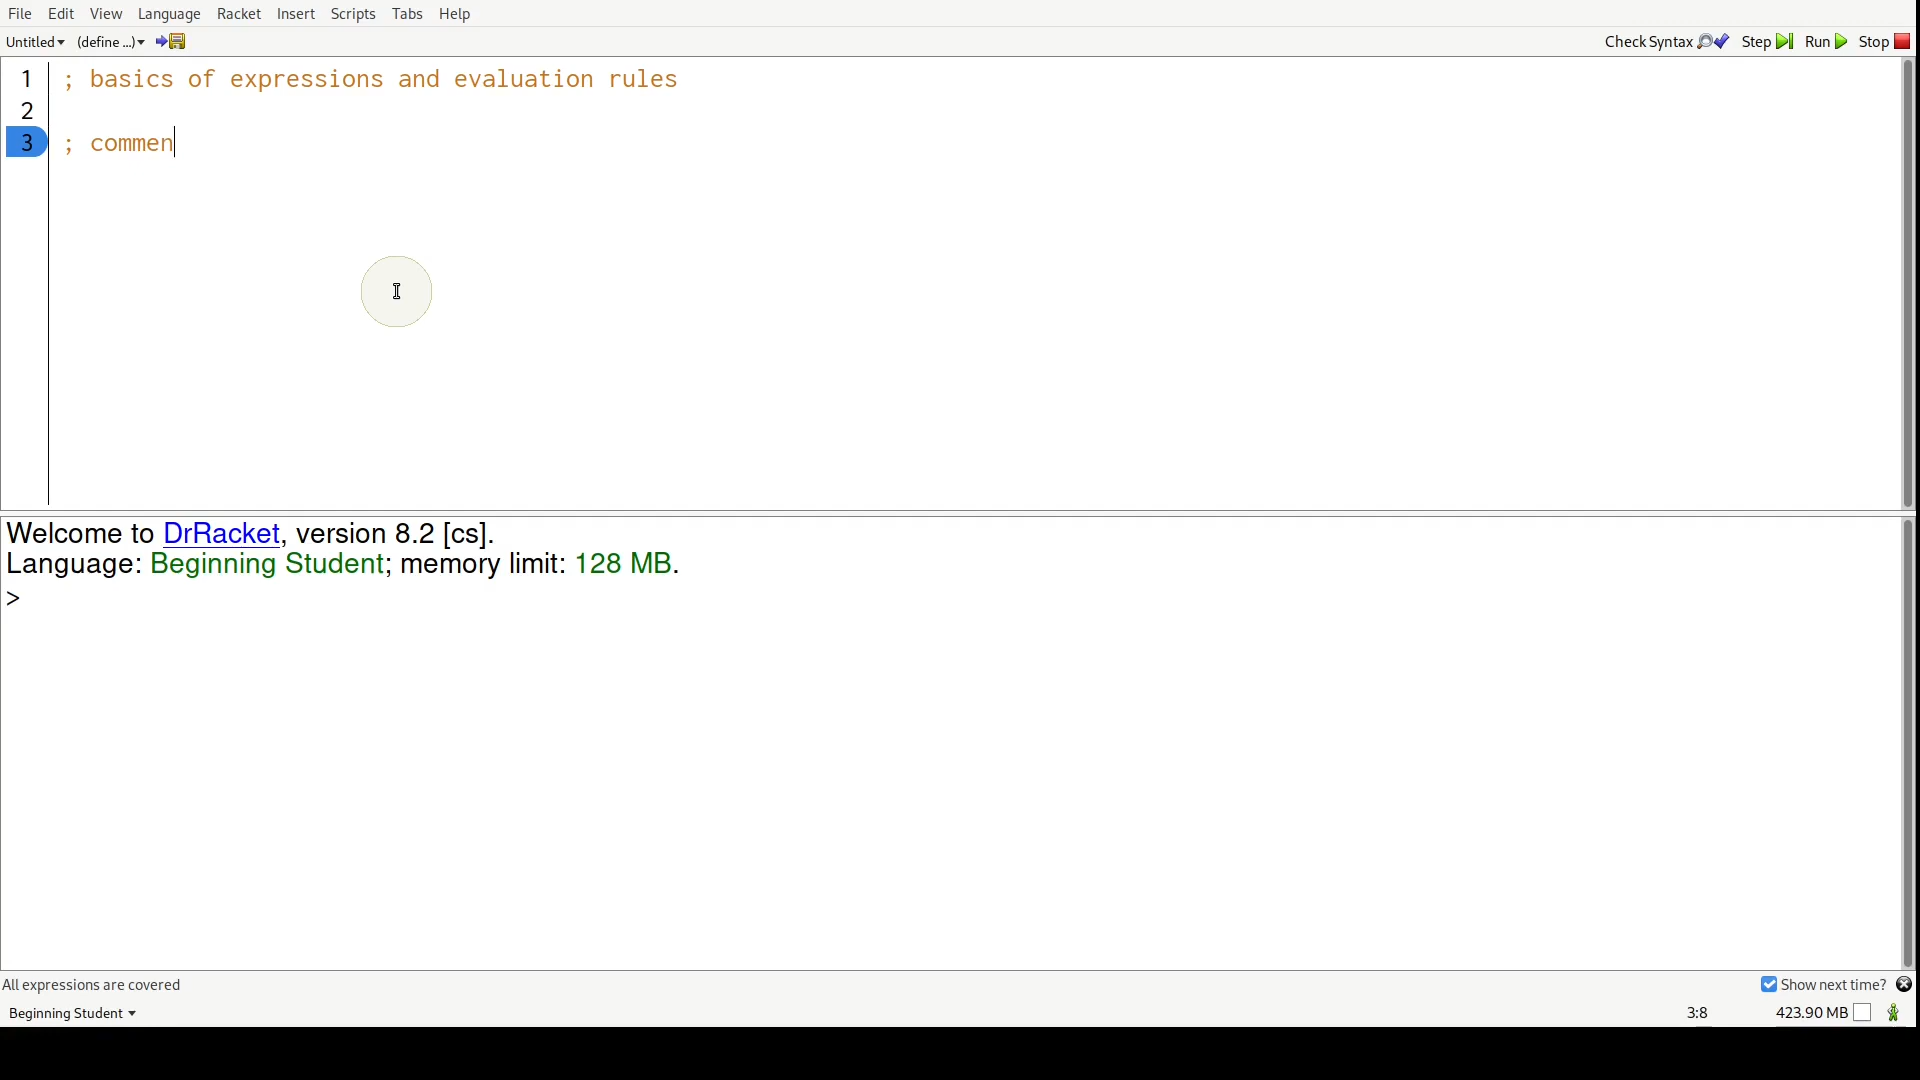 File Edit View Language Racket Insert Scripts Tabs Help
Untitled (define ...) Check Syntax Step Run Stop
1 ; basics of expressions and evaluation rules
2
3 ; commen
Welcome to DrRacket, version 8.2 [cs].
Language: Beginning Student; memory limit: 128 MB.
>
All expressions are covered Show next time?
Beginning Student 3:8 423.90 MB